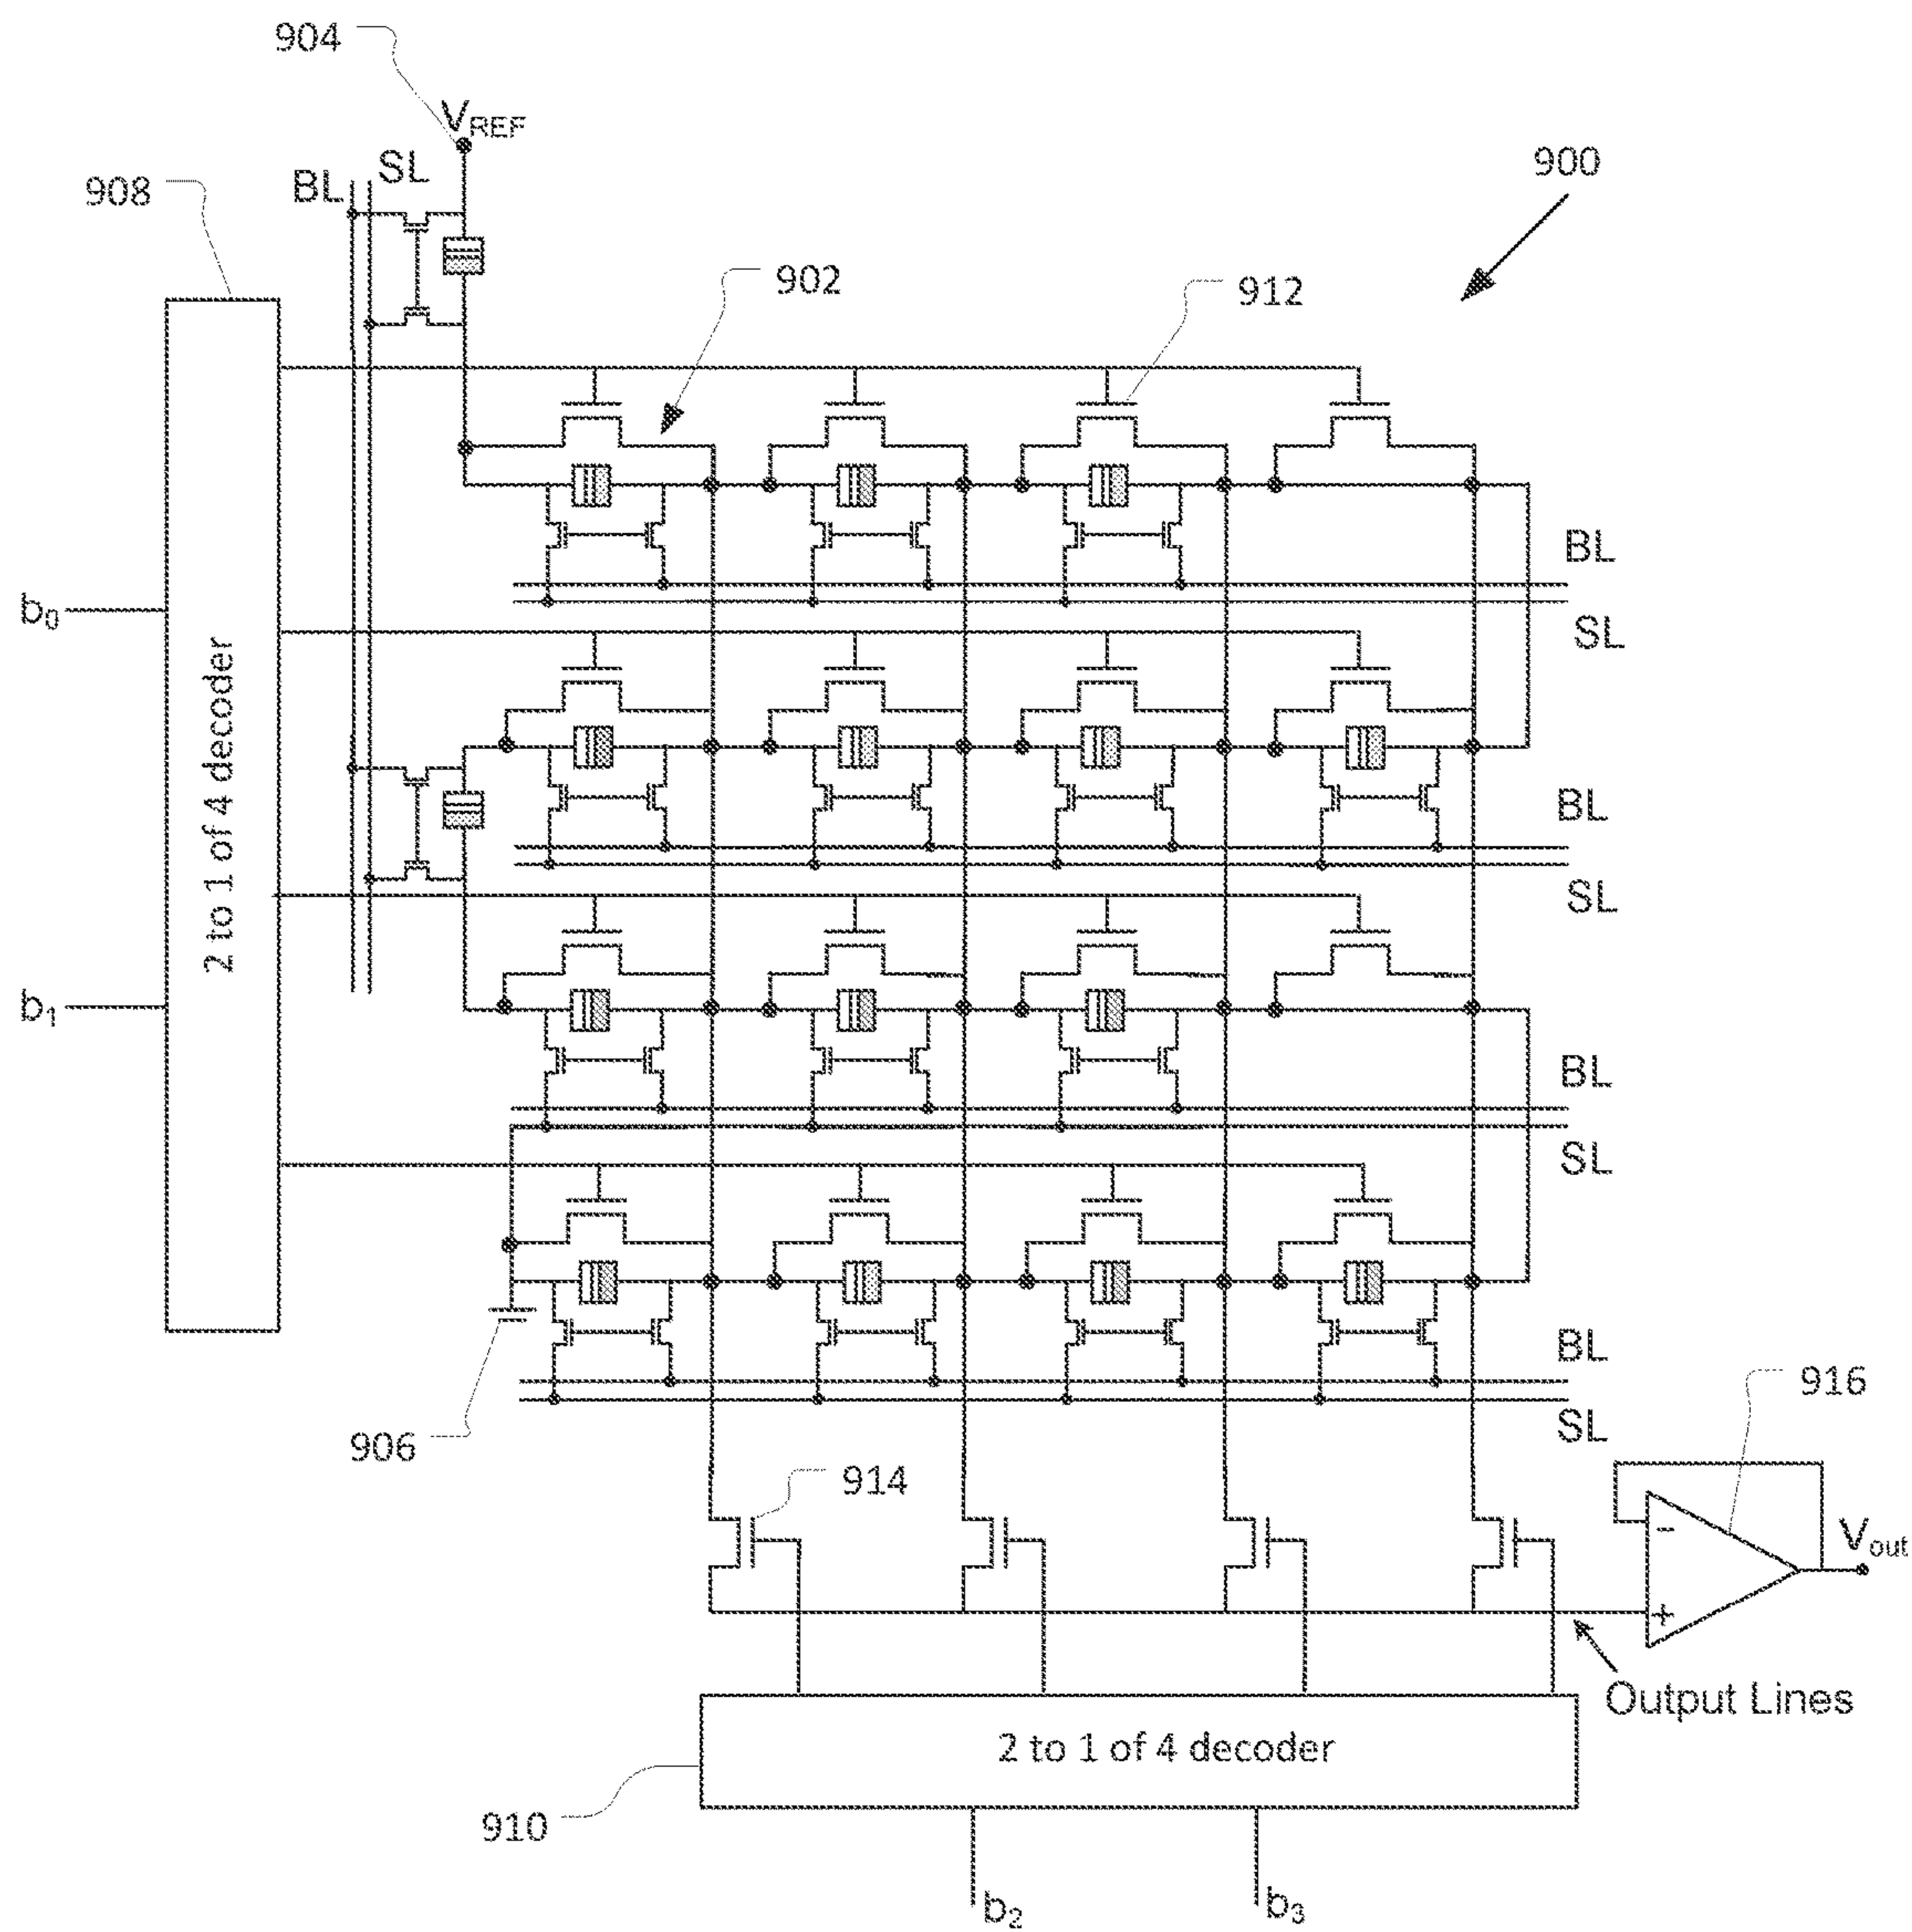 904
V_REF
900
SL
BL
908
902
912
BL
b0
SL
2 to 1 of 4 decoder
BL
SL
b1
BL
SL
BL
916
SL
906
914
Vout
-
+
Output Lines
2 to 1 of 4 decoder
910
b2
b3